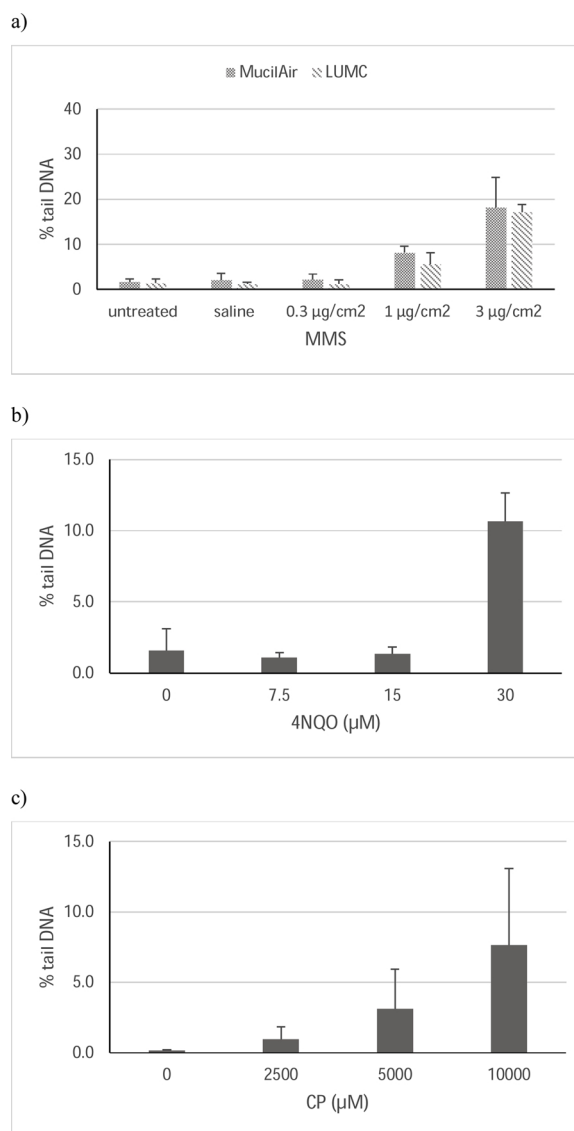 a)
MucilAir LUMC
40
30
20
10
0
% tail DNA
untreated saline 0.3 µg/cm2 1 µg/cm2 3 µg/cm2
MMS
b)
15.0
10.0
5.0
0.0
% tail DNA
0 7.5 15 30
4NQO (µM)
c)
15.0
10.0
5.0
0.0
% tail DNA
0 2500 5000 10000
CP (µM)